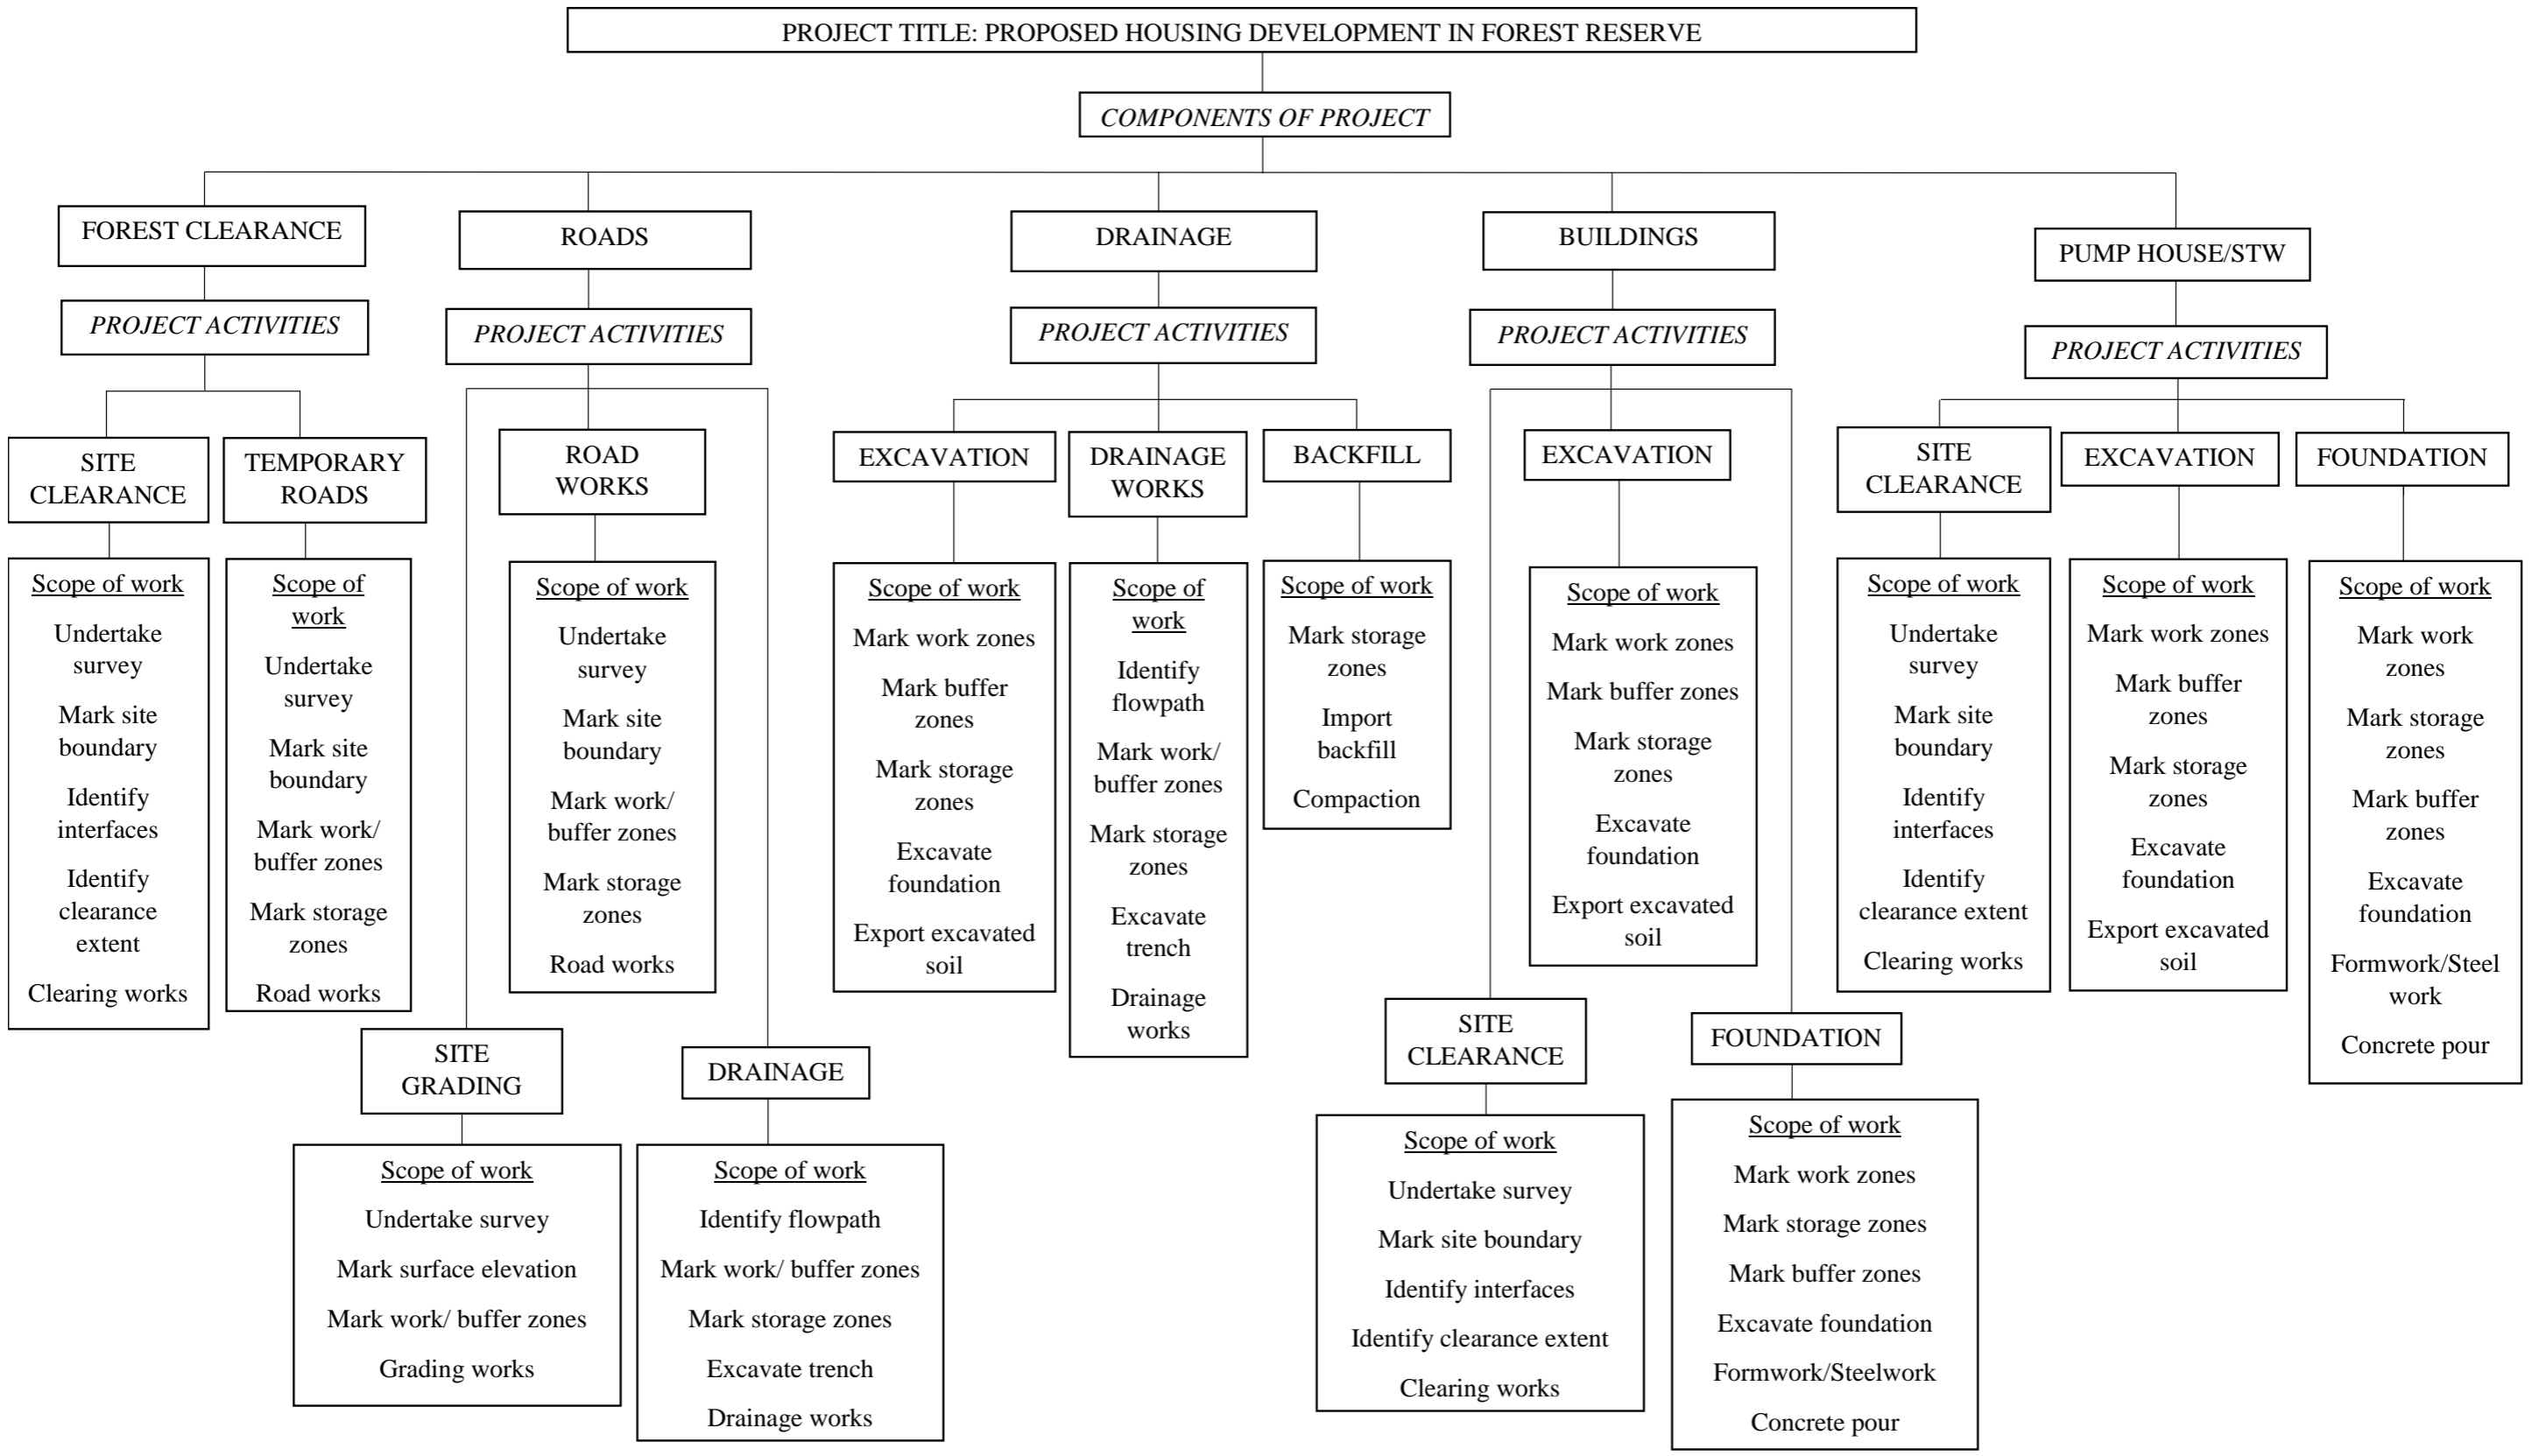 PROJECT TITLE: PROPOSED HOUSING DEVELOPMENT IN FOREST RESERVE
COMPONENTS OF PROJECT
FOREST CLEARANCE
PROJECT ACTIVITIES
SITE
CLEARANCE
Scope of work
Undertake
survey
Mark site
boundary
Identify
interfaces
Identify
clearance
extent
Clearing works
TEMPORARY
ROADS
Scope of
work
Undertake
survey
Mark site
boundary
Mark work/
buffer zones
Mark storage
zones
Road works
ROADS
PROJECT ACTIVITIES
SITE
GRADING
Scope of work
Undertake survey
Mark surface elevation
Mark work/ buffer zones
Grading works
ROAD
WORKS
Scope of work
Undertake
survey
Mark site
boundary
Mark work/
buffer zones
Mark storage
zones
Road works
DRAINAGE
Scope of work
Identify flowpath
Mark work/ buffer zones
Mark storage zones
Excavate trench
Drainage works
DRAINAGE
PROJECT ACTIVITIES
EXCAVATION
Scope of work
Mark work zones
Mark buffer
zones
Mark storage
zones
Excavate
foundation
Export excavated
soil
DRAINAGE
WORKS
Scope of
work
Identify
flowpath
Mark work/
buffer zones
Mark storage
zones
Excavate
trench
Drainage
works
BACKFILL
Scope of work
Mark storage
zones
Import
backfill
Compaction
BUILDINGS
PROJECT ACTIVITIES
SITE
CLEARANCE
Scope of work
Undertake survey
Mark site boundary
Identify interfaces
Identify clearance extent
Clearing works
EXCAVATION
Scope of work
Mark work zones
Mark buffer zones
Mark storage
zones
Excavate
foundation
Export excavated
soil
FOUNDATION
Scope of work
Mark work zones
Mark storage zones
Mark buffer zones
Excavate foundation
Formwork/Steelwork
Concrete pour
PUMP HOUSE/STW
PROJECT ACTIVITIES
SITE
CLEARANCE
Scope of work
Undertake
survey
Mark site
boundary
Identify
interfaces
Identify
clearance extent
Clearing works
EXCAVATION
Scope of work
Mark work zones
Mark buffer
zones
Mark storage
zones
Excavate
foundation
Export excavated
soil
FOUNDATION
Scope of work
Mark work
zones
Mark storage
zones
Mark buffer
zones
Excavate
foundation
Formwork/Steel
work
Concrete pour